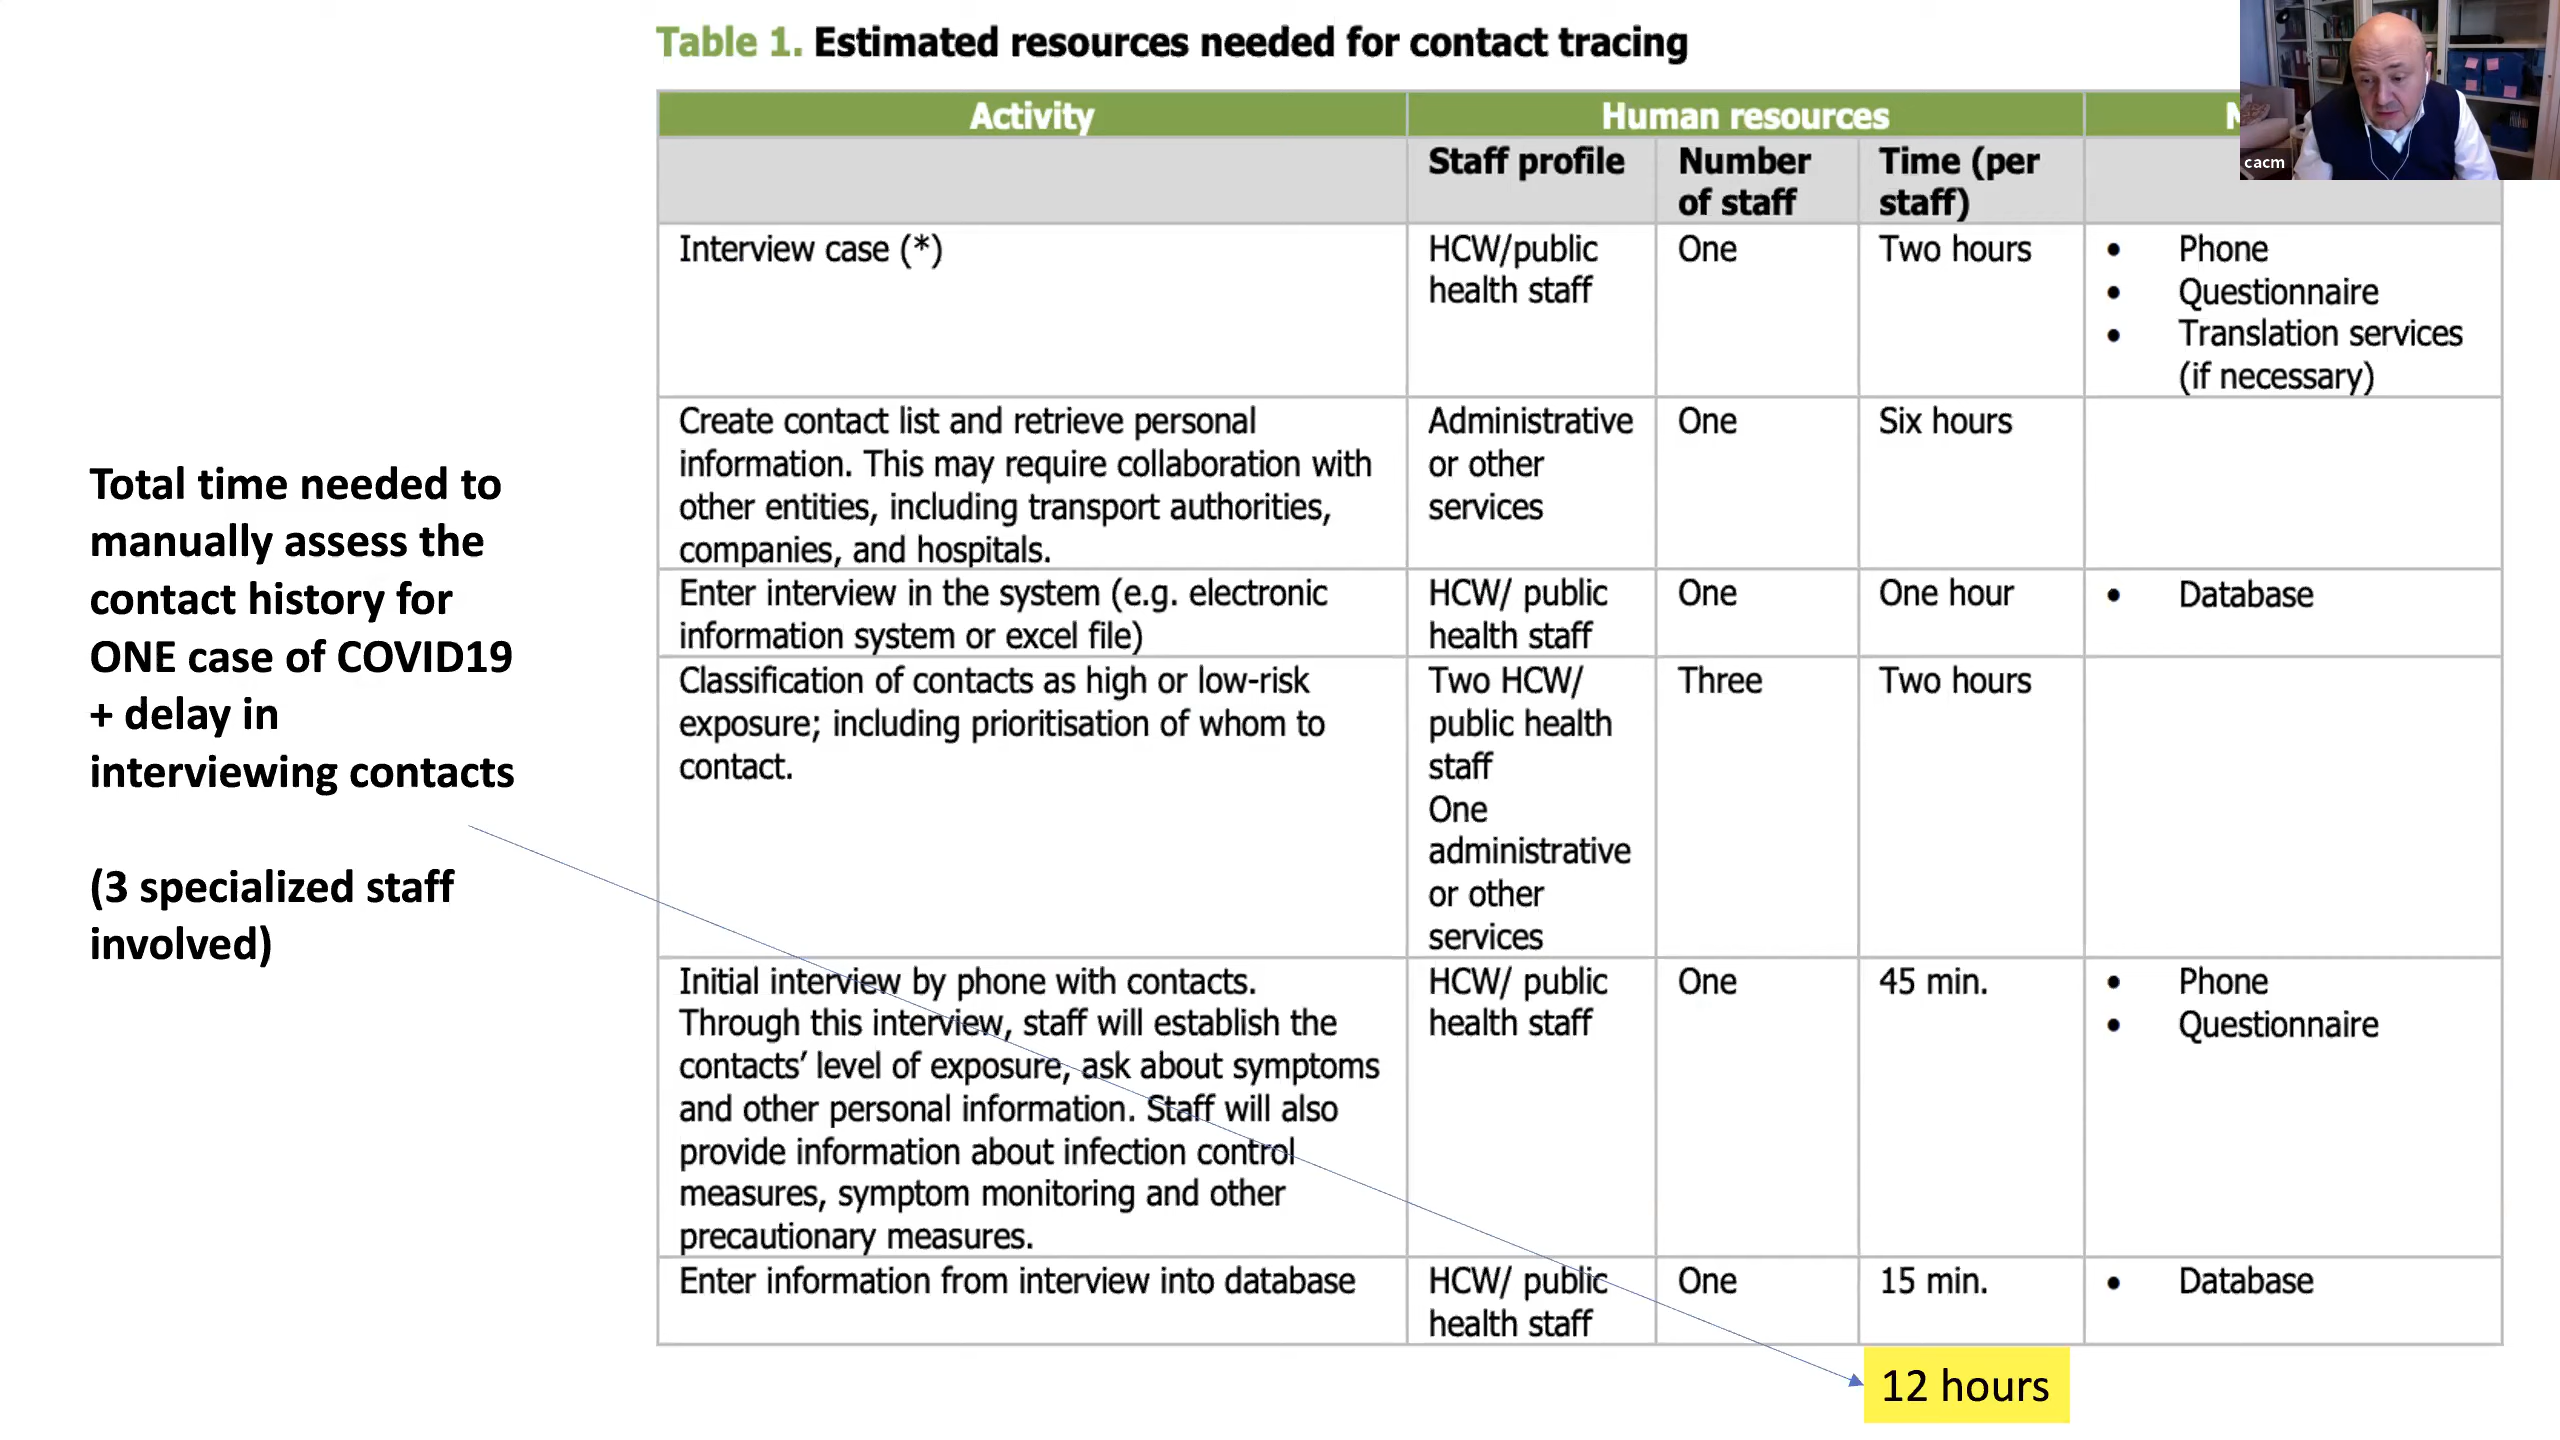 Table 1. Estimated resources needed for contact tracing
Activity
Human resources
Staff profile
Number
of staff
Time (per
staff)
cacm
Interview case (*)
HCW/public
health staff
One
Two hours
• Phone
• Questionnaire
• Translation services
(if necessary)
Create contact list and retrieve personal
information. This may require collaboration with
other entities, including transport authorities,
companies, and hospitals.
Administrative
or other
services
One
Six hours
Enter interview in the system (e.g. electronic
information system or excel file)
HCW/ public
health staff
One
One hour
• Database
Classification of contacts as high or low-risk
exposure; including prioritisation of whom to
contact.
Two HCW/
public health
staff
One
administrative
or other
services
Three
Two hours
Initial interview by phone with contacts.
Through this interview, staff will establish the
contacts’ level of exposure, ask about symptoms
and other personal information. Staff will also
provide information about infection control
measures, symptom monitoring and other
precautionary measures.
HCW/ public
health staff
One
45 min.
• Phone
• Questionnaire
Enter information from interview into database
HCW/ public
health staff
One
15 min.
• Database
Total time needed to
manually assess the
contact history for
ONE case of COVID19
+ delay in
interviewing contacts
(3 specialized staff
involved)
12 hours